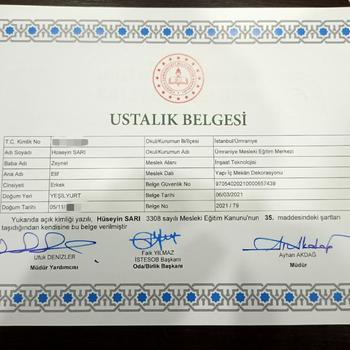 USTALIK BELGESİ
T.C. Kimlik No Okul/Kurumun İli/İlçesi İstanbul/Ümraniye
Adı Soyadı Hüseyin SARI Okul/Kurumun Adı Ümraniye Mesleki Eğitim Merkezi
Baba Adı Zeynel Meslek Alanı İnşaat Teknolojisi
Ana Adı Elif Meslek Dalı Yapı İç Mekân Dekorasyonu
Cinsiyeti Erkek Belge Güvenlik No 97054020210000657439
Doğum Yeri YEŞİLYURT Belge Tarihi 06/03/2021
Doğum Tarihi 05/11/ Belge No 2021 / 79
Yukarıda açık kimliği yazılı, Hüseyin SARI 3308 sayılı Mesleki Eğitim Kanunu'nun 35. maddesindeki şartları
taşıdığından kendisine bu belge verilmiştir
Ufuk DENİZLER
Müdür Yardımcısı
Faik YILMAZ
İSTESOB Başkanı
Oda/Birlik Başkanı
Ayhan AKDAĞ
Müdür